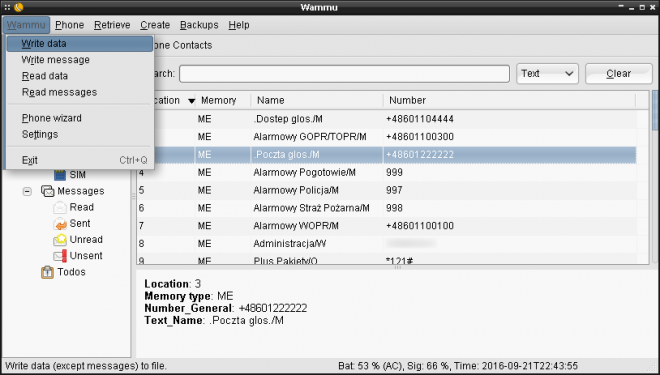 Wammu
Wammu Phone Retrieve Create Backups Help
Write data
Write message
Read data
Read messages
Phone wizard
Settings
Exit Ctrl+Q
ne Contacts
arch: Text Clear
cation Memory Name Number
ME .Dostep glos./M +48601104444
ME Alarmowy GOPR/TOPR/M +48601100300
ME .Poczta glos./M +48601222222
4 ME Alarmowy Pogotowie/M 999
5 ME Alarmowy Policja/M 997
6 ME Alarmowy Straż Pożarna/M 998
7 ME Alarmowy WOPR/M +48601100100
8 ME Administracja/W
9 ME Plus Pakiety/O *121#
SIM
Messages
Read
Sent
Unread
Unsent
Todos
Location: 3
Memory type: ME
Number_General: +48601222222
Text_Name: .Poczta glos./M
Write data (except messages) to file. Bat: 53 % (AC), Sig: 66 %, Time: 2016-09-21T22:43:55